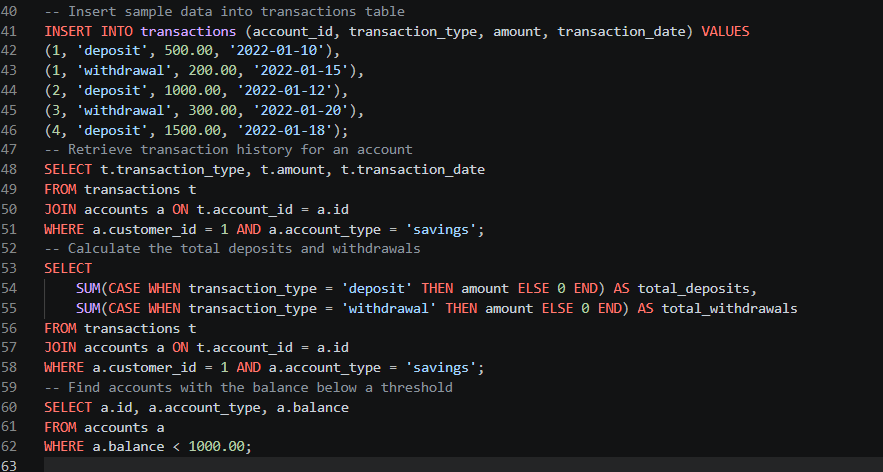 40 -- Insert sample data into transactions table
41 INSERT INTO transactions (account_id, transaction_type, amount, transaction_date) VALUES
42 (1, 'deposit', 500.00, '2022-01-10'),
43 (1, 'withdrawal', 200.00, '2022-01-15'),
44 (2, 'deposit', 1000.00, '2022-01-12'),
45 (3, 'withdrawal', 300.00, '2022-01-20'),
46 (4, 'deposit', 1500.00, '2022-01-18');
47 -- Retrieve transaction history for an account
48 SELECT t.transaction_type, t.amount, t.transaction_date
49 FROM transactions t
50 JOIN accounts a ON t.account_id = a.id
51 WHERE a.customer_id = 1 AND a.account_type = 'savings';
52 -- Calculate the total deposits and withdrawals
53 SELECT
54     SUM(CASE WHEN transaction_type = 'deposit' THEN amount ELSE 0 END) AS total_deposits,
55     SUM(CASE WHEN transaction_type = 'withdrawal' THEN amount ELSE 0 END) AS total_withdrawals
56 FROM transactions t
57 JOIN accounts a ON t.account_id = a.id
58 WHERE a.customer_id = 1 AND a.account_type = 'savings';
59 -- Find accounts with the balance below a threshold
60 SELECT a.id, a.account_type, a.balance
61 FROM accounts a
62 WHERE a.balance < 1000.00;
63